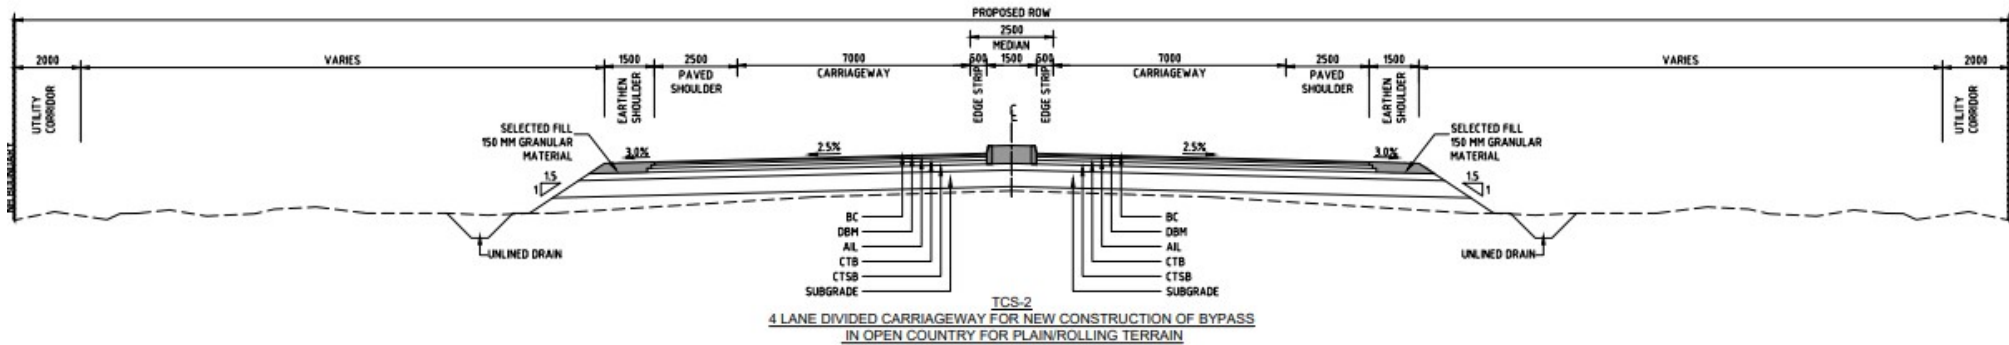 PROPOSED ROW
2500
MEDIAN
2000
VARIES
1500
2500
7000
500
1500
500
7000
2500
1500
VARIES
2000
UTILITY
CORRIDOR
EARTHEN
SHOULDER
PAVED
SHOULDER
CARRIAGEWAY
EDGE STRIP
EDGE STRIP
CARRIAGEWAY
PAVED
SHOULDER
EARTHEN
SHOULDER
UTILITY
CORRIDOR
SELECTED FILL
150 MM GRANULAR
MATERIAL
SELECTED FILL
150 MM GRANULAR
MATERIAL
3.0%
2.5%
2.5%
3.0%
1.5
1
1.5
1
UNLINED DRAIN
BC
DBM
AIL
CTB
CTSB
SUBGRADE
BC
DBM
AIL
CTB
CTSB
SUBGRADE
UNLINED DRAIN
TCS-2
4 LANE DIVIDED CARRIAGEWAY FOR NEW CONSTRUCTION OF BYPASS
IN OPEN COUNTRY FOR PLAIN/ROLLING TERRAIN